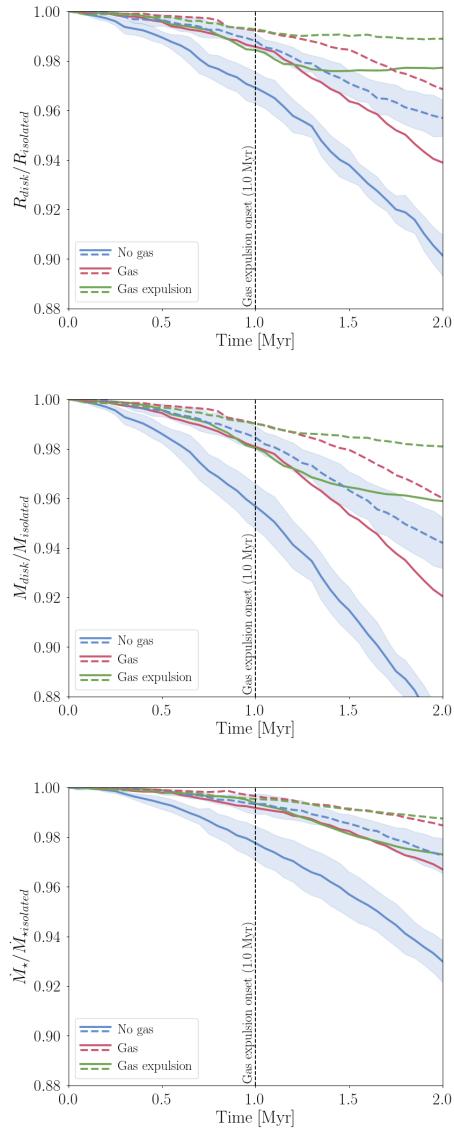 1.00
0.98
0.96
0.94
0.92
0.90
0.88
R_disk/R_isolated
Gas expulsion onset (1.0 Myr)
No gas
Gas
Gas expulsion
0.0 0.5 1.0 1.5 2.0
Time [Myr]
1.00
0.98
0.96
0.94
0.92
0.90
0.88
M_disk/M_isolated
Gas expulsion onset (1.0 Myr)
No gas
Gas
Gas expulsion
0.0 0.5 1.0 1.5 2.0
Time [Myr]
1.00
0.98
0.96
0.94
0.92
0.90
0.88
Ṁ⋆/Ṁ⋆isolated
Gas expulsion onset (1.0 Myr)
No gas
Gas
Gas expulsion
0.0 0.5 1.0 1.5 2.0
Time [Myr]